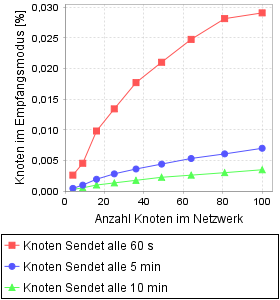 0,030
0,025
0,020
0,015
0,010
0,005
0,000
Knoten im Empfangsmodus [%]
0 20 40 60 80 100
Anzahl Knoten im Netzwerk
Knoten Sendet alle 60 s
Knoten Sendet alle 5 min
Knoten Sendet alle 10 min